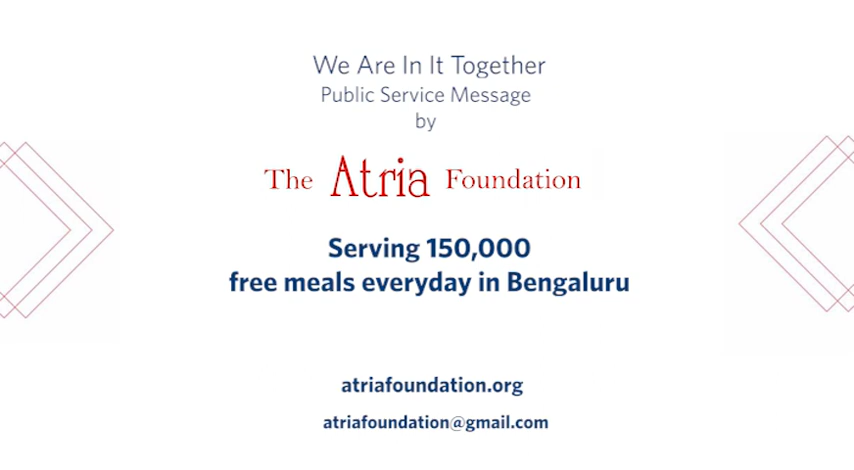 We Are In It Together
Public Service Message
by
The Atria Foundation
Serving 150,000
free meals everyday in Bengaluru
atriafoundation.org
atriafoundation@gmail.com